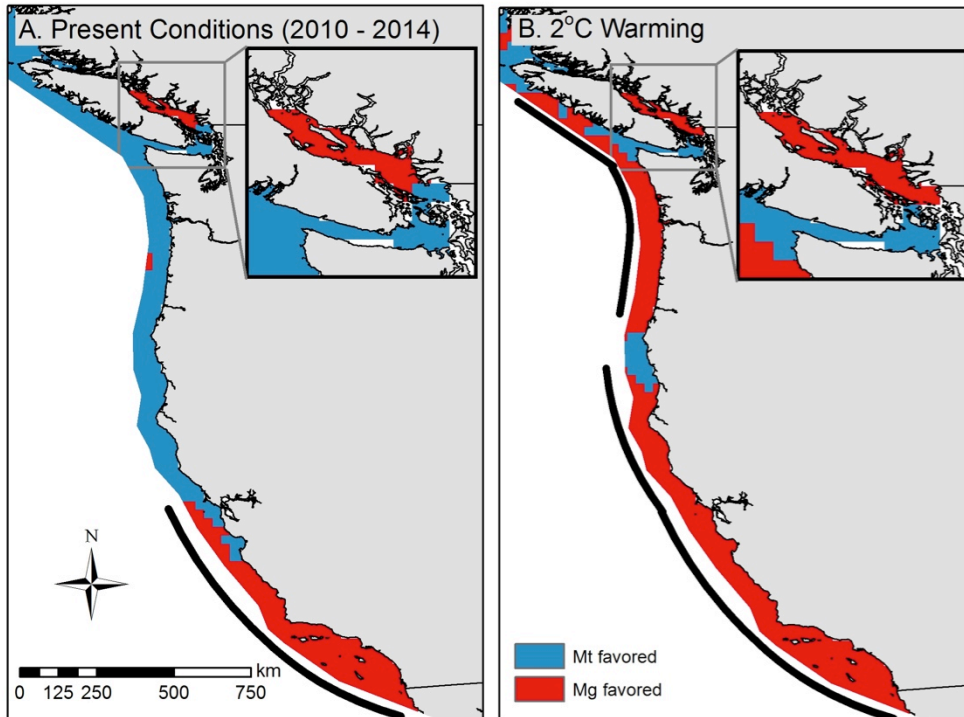 A. Present Conditions (2010 - 2014)
B. 2°C Warming
N
km
0 125 250 500 750
Mt favored
Mg favored